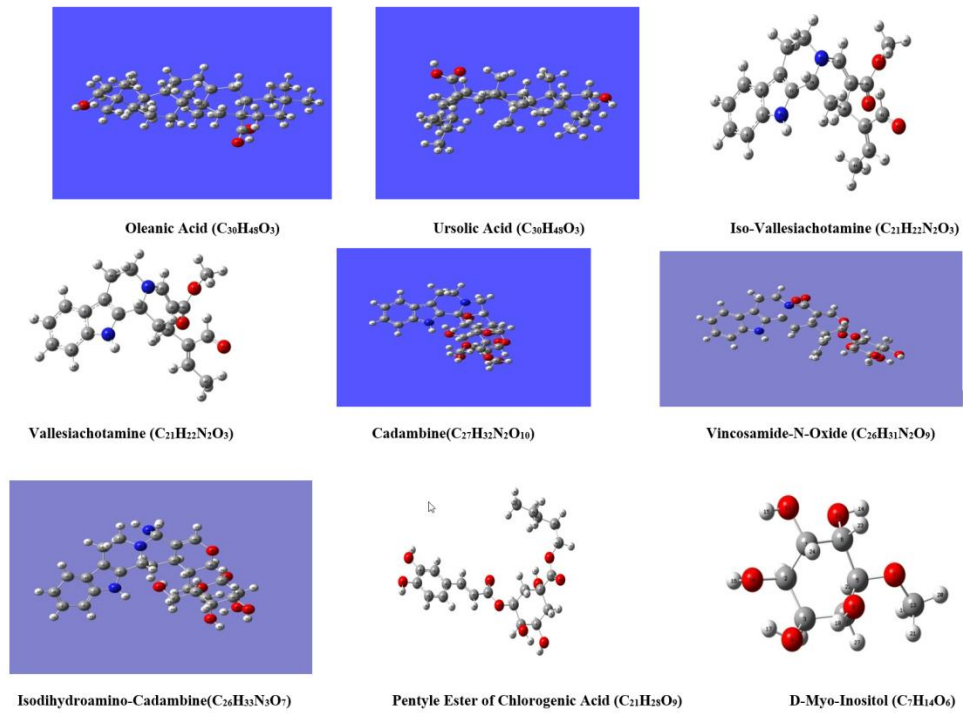 Oleanic Acid (C₃₀H₄₈O₃)
Ursolic Acid (C₃₀H₄₈O₃)
Iso-Vallesiachotamine (C₂₁H₂₂N₂O₃)
Vallesiachotamine (C₂₁H₂₂N₂O₃)
Cadambine(C₂₇H₃₂N₂O₁₀)
Vincosamide-N-Oxide (C₂₆H₃₁N₂O₉)
Isodihydroamino-Cadambine(C₂₆H₃₃N₃O₇)
Pentyle Ester of Chlorogenic Acid (C₂₁H₂₈O₉)
D-Myo-Inositol (C₇H₁₄O₆)